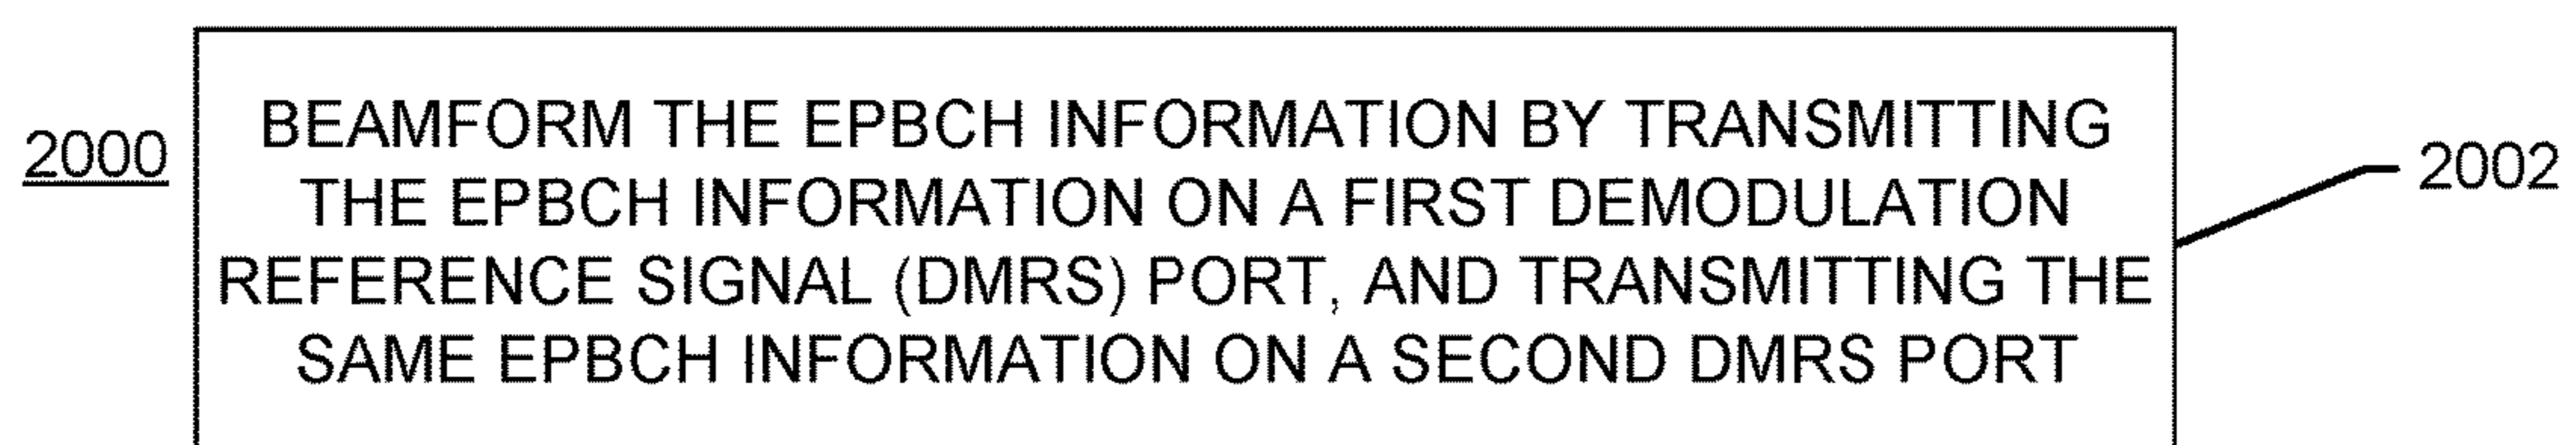 2000
BEAMFORM THE EPBCH INFORMATION BY TRANSMITTING
THE EPBCH INFORMATION ON A FIRST DEMODULATION
REFERENCE SIGNAL (DMRS) PORT, AND TRANSMITTING THE
SAME EPBCH INFORMATION ON A SECOND DMRS PORT
2002